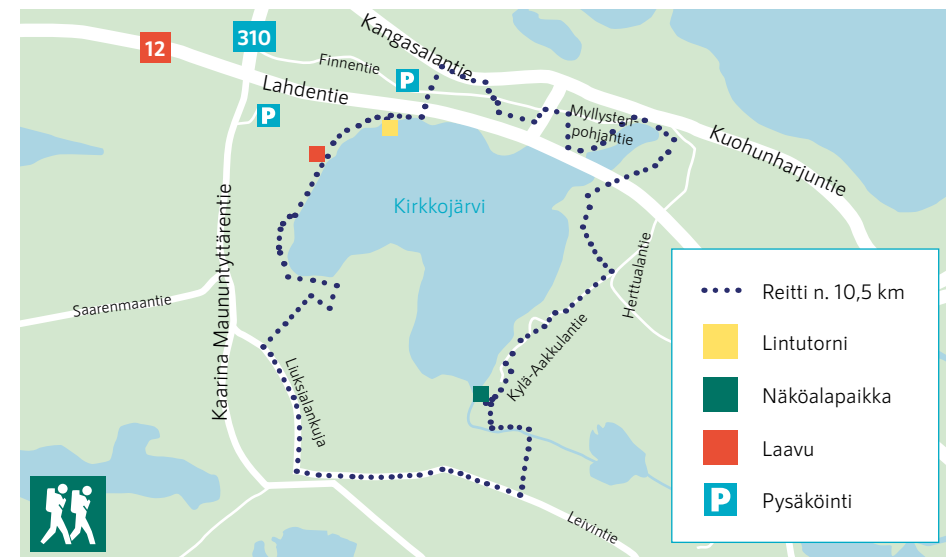 12
310
Kangasalantie
Finnentie
P
Lahdentie
P
Myllysten-
pohjantie
Kuohunharjuntie
Kirkkojärvi
Kaarina Maununtyttärentie
Saarenmaantie
Herttualantie
Kylä-Aakkulantie
Liuksialankuja
Leivintie
Reitti n. 10,5 km
Lintutorni
Näköalapaikka
Laavu
P Pysäköinti